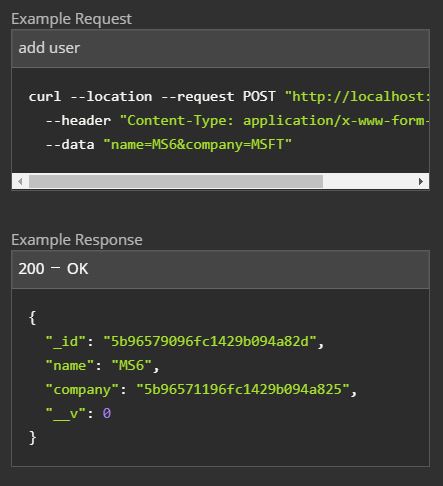 Example Request
add user
curl --location --request POST "http://localhost:
--header "Content-Type: application/x-www-form-
--data "name=MS6&company=MSFT"
Example Response
200 – OK
{
"_id": "5b96579096fc1429b094a82d",
"name": "MS6",
"company": "5b96571196fc1429b094a825",
"__v": 0
}